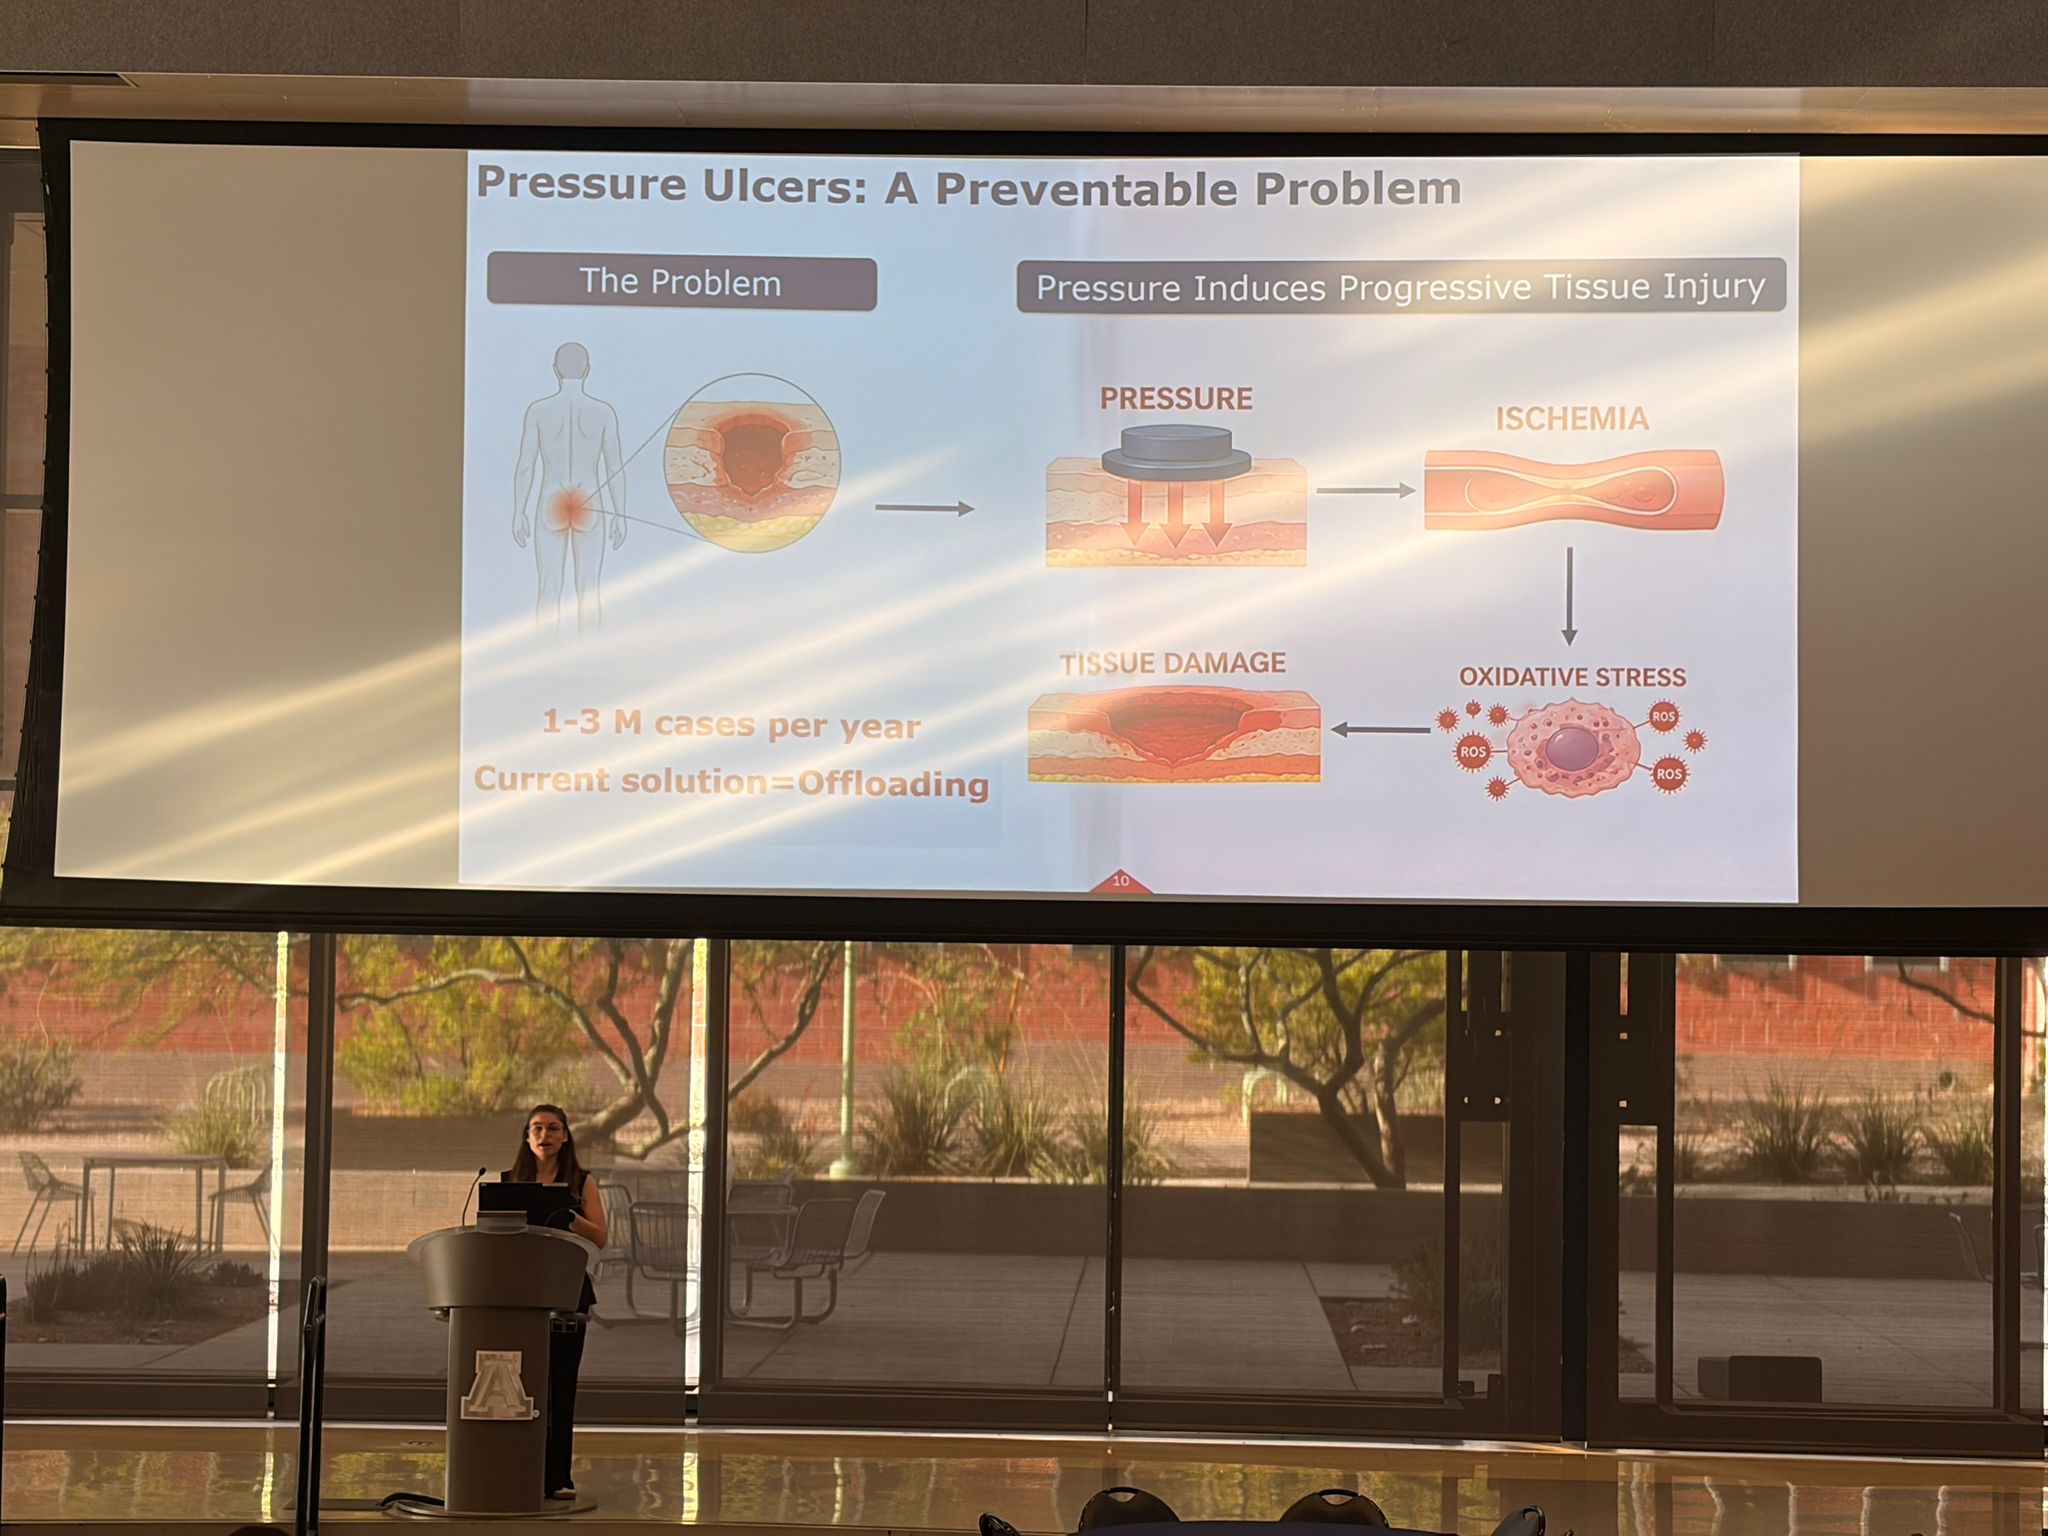 Pressure Ulcers: A Preventable Problem
The Problem
1-3 M cases per year
Current solution=Offloading
Pressure Induces Progressive Tissue Injury
PRESSURE
ISCHEMIA
OXIDATIVE STRESS
ROS
ROS
ROS
TISSUE DAMAGE
10
A